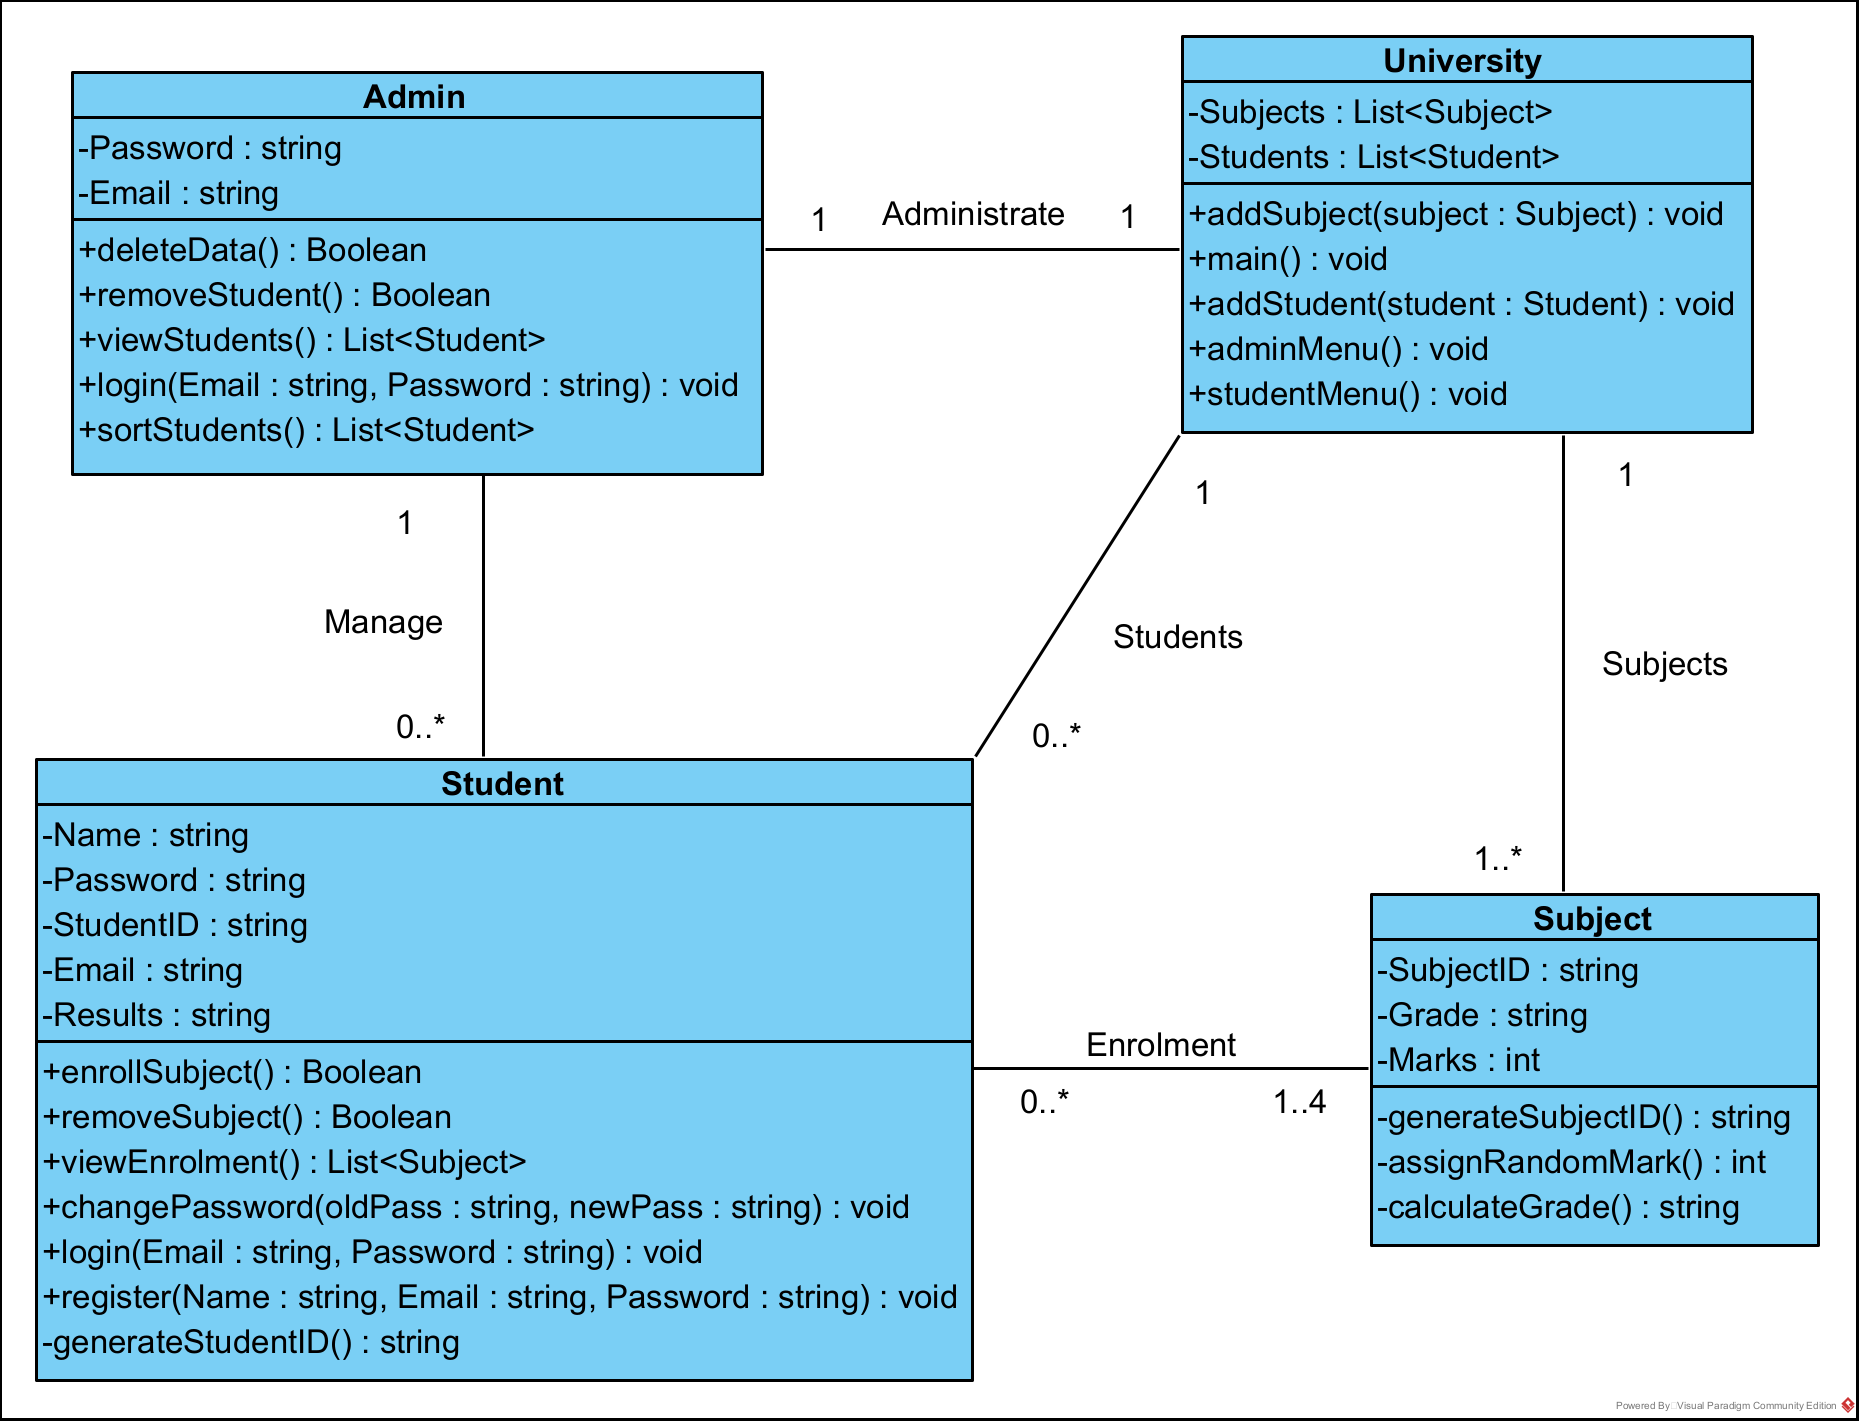 Admin
-Password : string
-Email : string
+deleteData() : Boolean
+removeStudent() : Boolean
+viewStudents() : List<Student>
+login(Email : string, Password : string) : void
+sortStudents() : List<Student>
1
Administrate
1
University
-Subjects : List<Subject>
-Students : List<Student>
+addSubject(subject : Subject) : void
+main() : void
+addStudent(student : Student) : void
+adminMenu() : void
+studentMenu() : void
1
Manage
0..*
1
Students
0..*
1
Subjects
1..*
Student
-Name : string
-Password : string
-StudentID : string
-Email : string
-Results : string
+enrollSubject() : Boolean
+removeSubject() : Boolean
+viewEnrolment() : List<Subject>
+changePassword(oldPass : string, newPass : string) : void
+login(Email : string, Password : string) : void
+register(Name : string, Email : string, Password : string) : void
-generateStudentID() : string
Enrolment
0..*
1..4
Subject
-SubjectID : string
-Grade : string
-Marks : int
-generateSubjectID() : string
-assignRandomMark() : int
-calculateGrade() : string
Powered By Visual Paradigm Community Edition